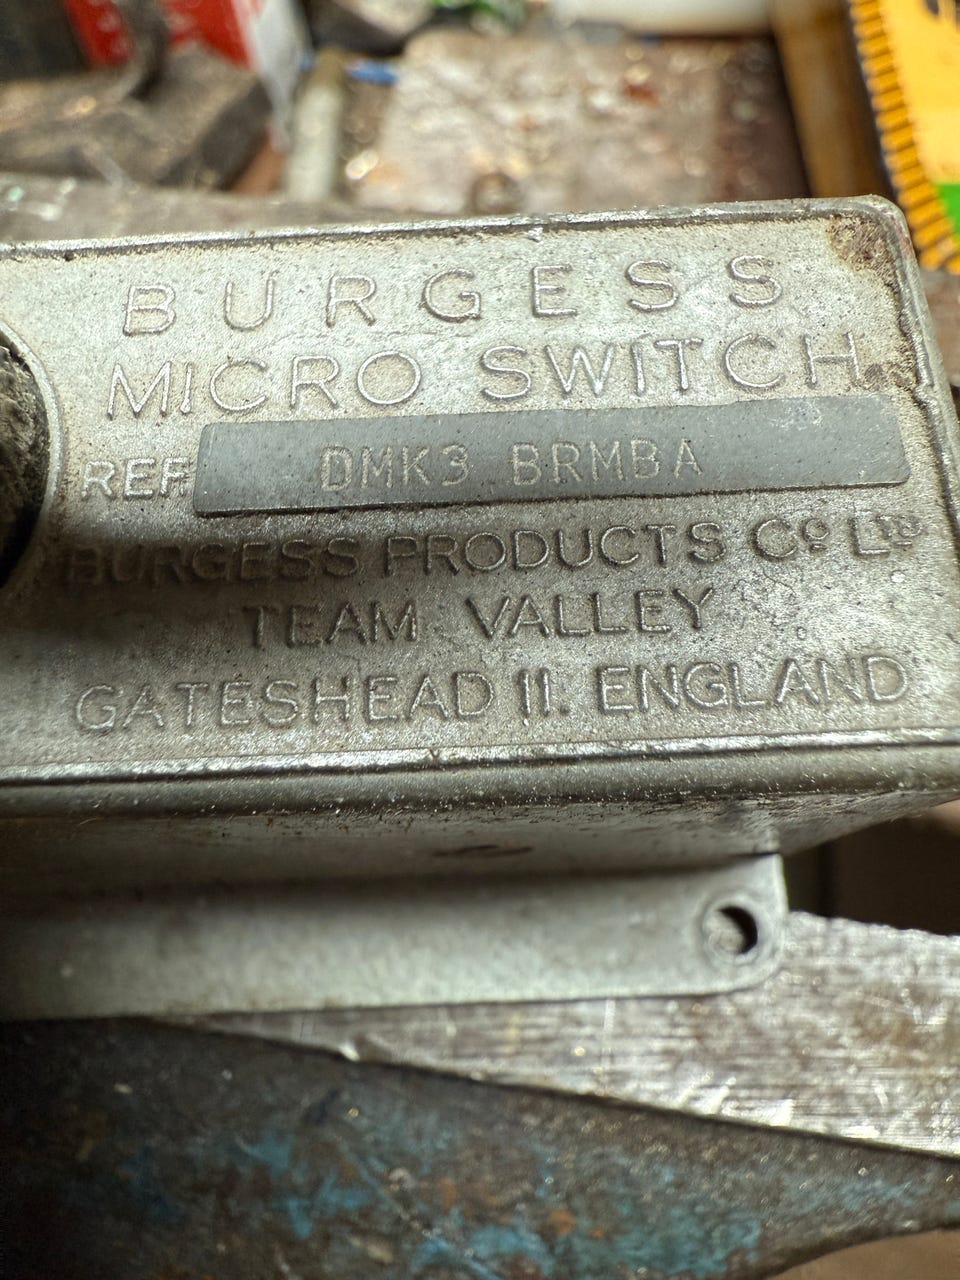 BURGESS
MICRO SWITCH
REF DMK3 BRMBA
BURGESS PRODUCTS Cº LTD
TEAM VALLEY
GATESHEAD 11. ENGLAND